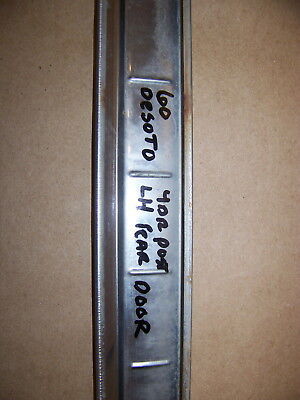 60
DESOTO
4DR POST
LH REAR DOOR